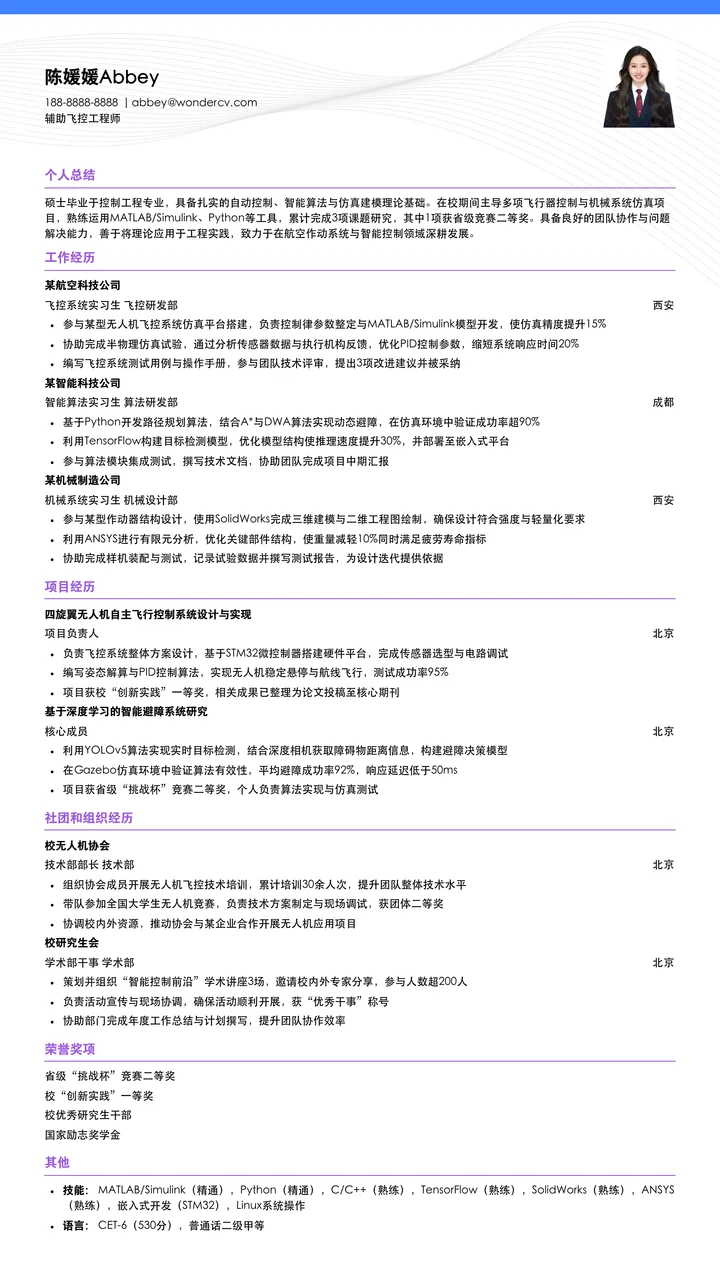 陈媛媛Abbey
188-8888-8888 | abbey@wondercv.com
辅助飞控工程师
个人总结
硕士毕业于控制工程专业，具备扎实的自动控制、智能算法与仿真建模理论基础。在校期间主导多项飞行器控制与机械系统仿真项
目，熟练运用MATLAB/Simulink、Python等工具，累计完成3项课题研究，其中1项获省级竞赛二等奖。具备良好的团队协作与问题
解决能力，善于将理论应用于工程实践，致力于在航空作动系统与智能控制领域深耕发展。
工作经历
某航空科技公司
飞控系统实习生 飞控研发部 西安
• 参与某型无人机飞控系统仿真平台搭建，负责控制律参数整定与MATLAB/Simulink模型开发，使仿真精度提升15%
• 协助完成半物理仿真试验，通过分析传感器数据与执行机构反馈，优化PID控制参数，缩短系统响应时间20%
• 编写飞控系统测试用例与操作手册，参与团队技术评审，提出3项改进建议并被采纳
某智能科技公司
智能算法实习生 算法研发部 成都
• 基于Python开发路径规划算法，结合A*与DWA算法实现动态避障，在仿真环境中验证成功率超90%
• 利用TensorFlow构建目标检测模型，优化模型结构使推理速度提升30%，并部署至嵌入式平台
• 参与算法模块集成测试，撰写技术文档，协助团队完成项目中期汇报
某机械制造公司
机械系统实习生 机械设计部 西安
• 参与某型作动器结构设计，使用SolidWorks完成三维建模与二维工程图绘制，确保设计符合强度与轻量化要求
• 利用ANSYS进行有限元分析，优化关键部件结构，使重量减轻10%同时满足疲劳寿命指标
• 协助完成样机装配与测试，记录试验数据并撰写测试报告，为设计迭代提供依据
项目经历
四旋翼无人机自主飞行控制系统设计与实现
项目负责人 北京
• 负责飞控系统整体方案设计，基于STM32微控制器搭建硬件平台，完成传感器选型与电路调试
• 编写姿态解算与PID控制算法，实现无人机稳定悬停与航线飞行，测试成功率95%
• 项目获校“创新实践”一等奖，相关成果已整理为论文投稿至核心期刊
基于深度学习的智能避障系统研究
核心成员 北京
• 利用YOLOv5算法实现实时目标检测，结合深度相机获取障碍物距离信息，构建避障决策模型
• 在Gazebo仿真环境中验证算法有效性，平均避障成功率92%，响应延迟低于50ms
• 项目获省级“挑战杯”竞赛二等奖，个人负责算法实现与仿真测试
社团和组织经历
校无人机协会
技术部部长 技术部 北京
• 组织协会成员开展无人机飞控技术培训，累计培训30余人次，提升团队整体技术水平
• 带队参加全国大学生无人机竞赛，负责技术方案制定与现场调试，获团体二等奖
• 协调校内外资源，推动协会与某企业合作开展无人机应用项目
校研究生会
学术部干事 学术部 北京
• 策划并组织“智能控制前沿”学术讲座3场，邀请校内外专家分享，参与人数超200人
• 负责活动宣传与现场协调，确保活动顺利开展，获“优秀干事”称号
• 协助部门完成年度工作总结与计划撰写，提升团队协作效率
荣誉奖项
省级“挑战杯”竞赛二等奖
校“创新实践”一等奖
校优秀研究生干部
国家励志奖学金
其他
• 技能： MATLAB/Simulink（精通）, Python（精通）, C/C++（熟练）, TensorFlow（熟练）, SolidWorks（熟练）, ANSYS
（熟练）, 嵌入式开发（STM32）, Linux系统操作
• 语言： CET-6（530分）, 普通话二级甲等